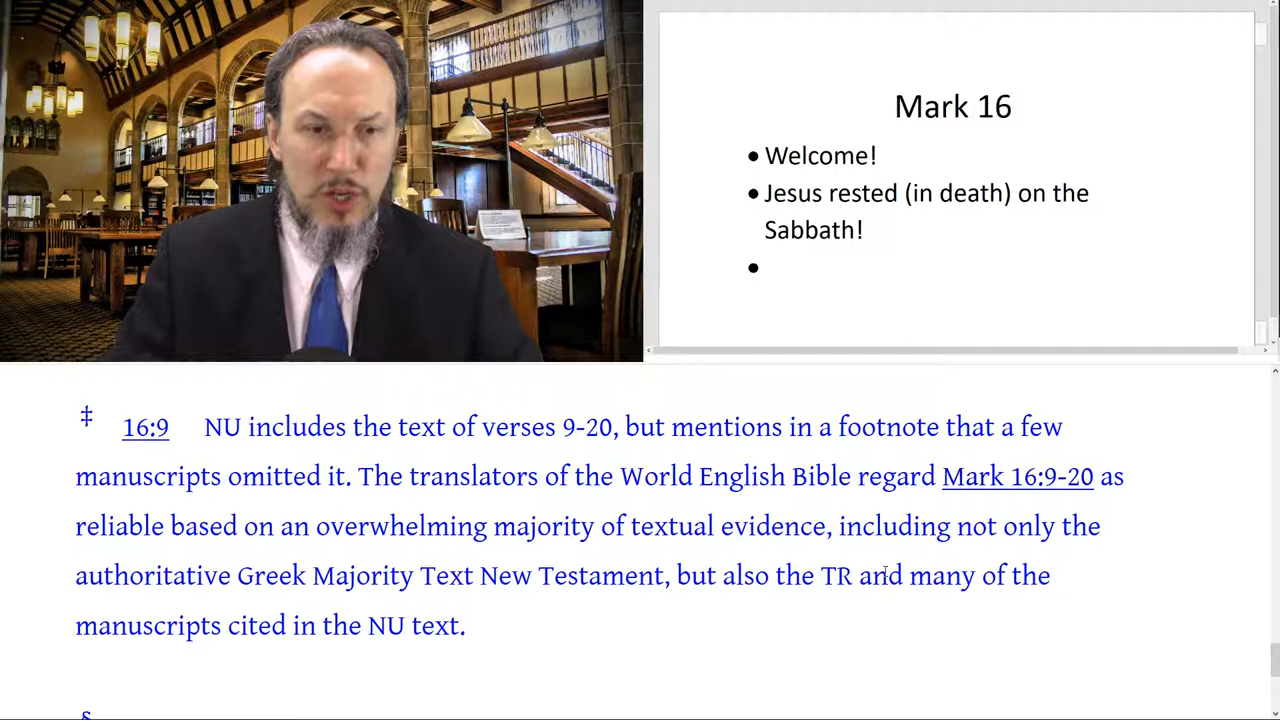 Mark 16
• Welcome!
• Jesus rested (in death) on the
Sabbath!
•
‡ 16:9 NU includes the text of verses 9-20, but mentions in a footnote that a few
manuscripts omitted it. The translators of the World English Bible regard Mark 16:9-20 as
reliable based on an overwhelming majority of textual evidence, including not only the
authoritative Greek Majority Text New Testament, but also the TR and many of the
manuscripts cited in the NU text.